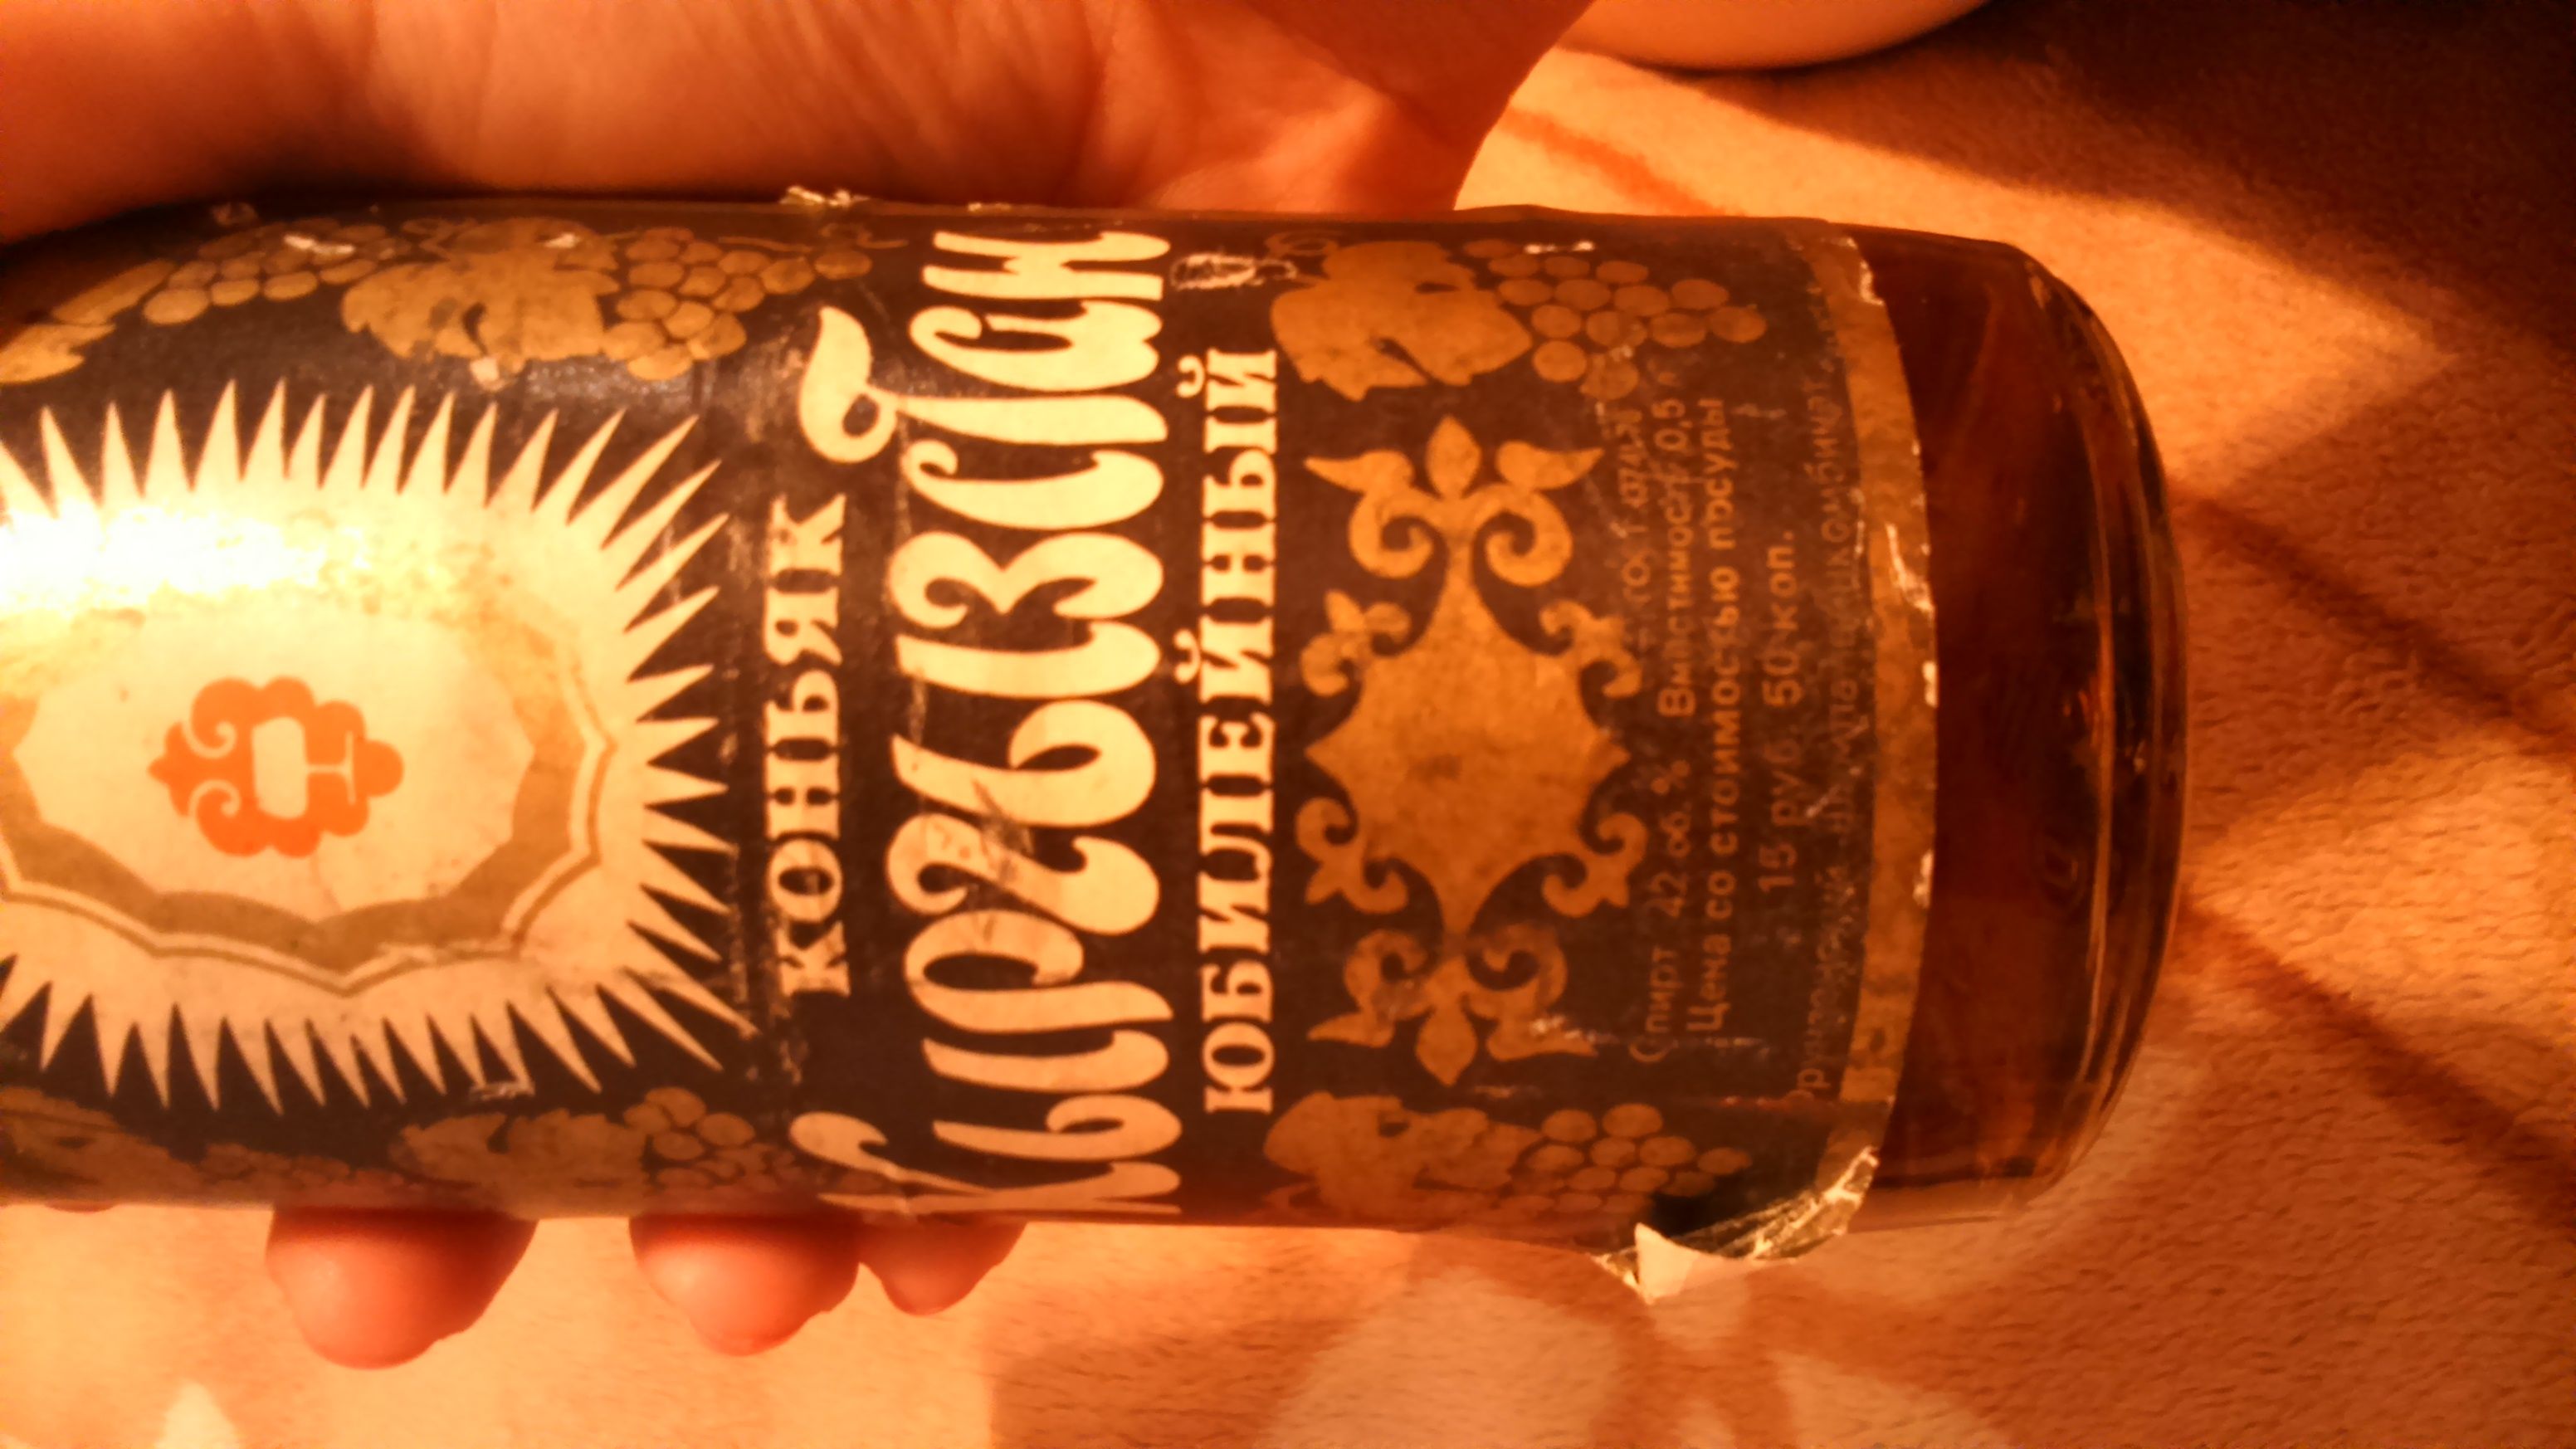 КОНЬЯК
Кыргызстан
ЮБИЛЕЙНЫЙ
Спирт 42 об. % Вместимость 0,5
Цена со стоимостью посуды
15 руб. 50 коп.